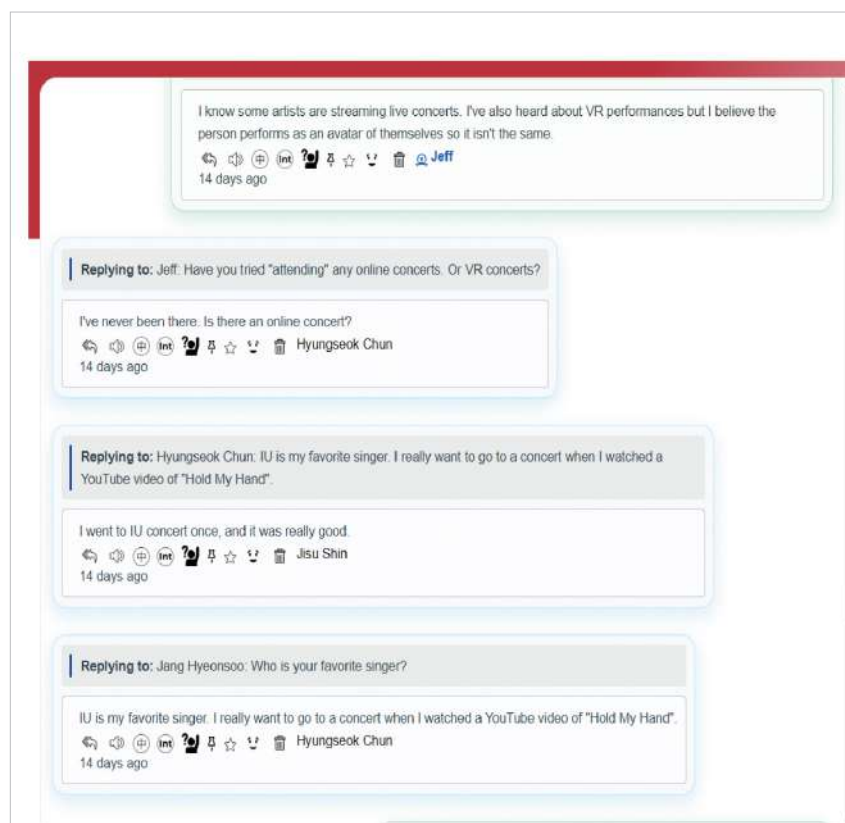 I know some artists are streaming live concerts. I've also heard about VR performances but I believe the
person performs as an avatar of themselves so it isn't the same.
中 Int ? Jeff
14 days ago
Replying to: Jeff: Have you tried "attending" any online concerts. Or VR concerts?
I've never been there. Is there an online concert?
中 Int ? Hyungseok Chun
14 days ago
Replying to: Hyungseok Chun: IU is my favorite singer. I really want to go to a concert when I watched a
YouTube video of "Hold My Hand".
I went to IU concert once, and it was really good.
中 Int ? Jisu Shin
14 days ago
Replying to: Jang Hyeonsoo: Who is your favorite singer?
IU is my favorite singer. I really want to go to a concert when I watched a YouTube video of "Hold My Hand".
中 Int ? Hyungseok Chun
14 days ago